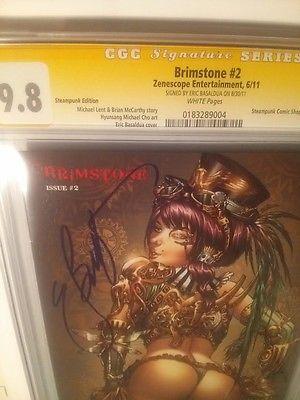 CGC Signature SERIES
9.8
Brimstone #2
Zenescope Entertainment, 6/11
SIGNED BY ERIC BASALDUA ON 8/30/11
WHITE Pages
Steampunk Edition
Michael Lent & Brian McCarthy story
Hyunsang Michael Cho art
Eric Basaldua cover
0183289004
Steampunk Comic
BRIMSTONE
ISSUE #2